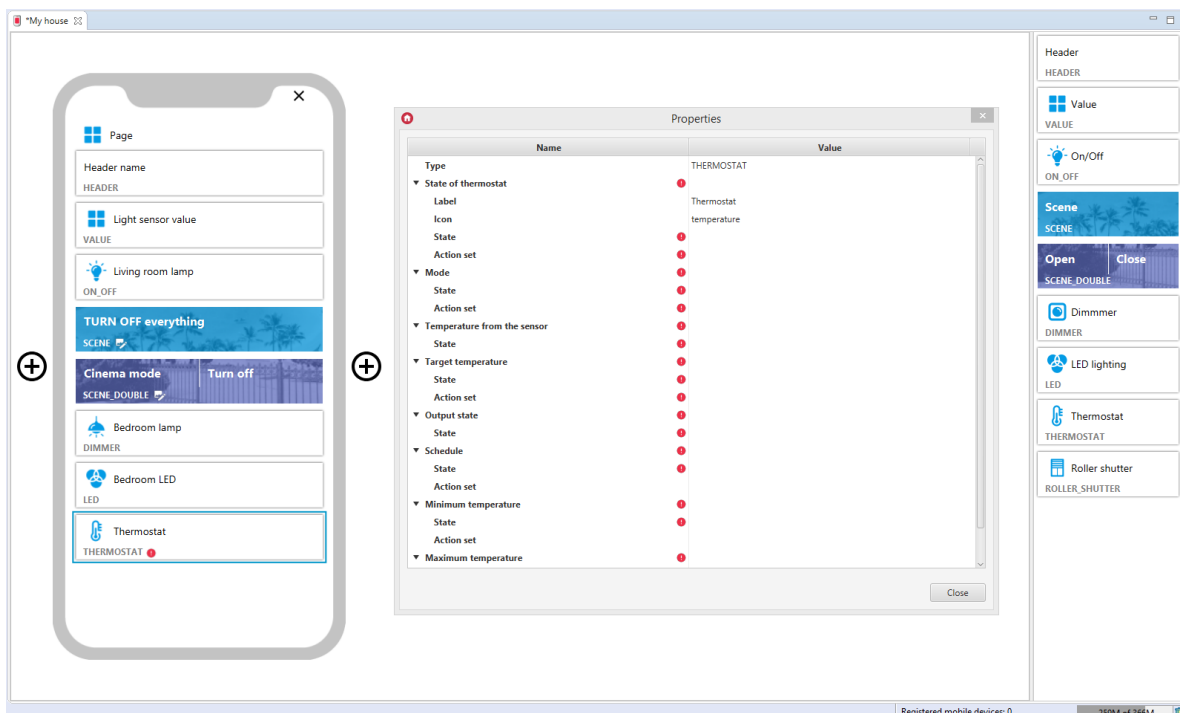 *My house
Page
Header name
HEADER
Light sensor value
VALUE
Living room lamp
ON_OFF
TURN OFF everything
SCENE
Cinema mode Turn off
SCENE_DOUBLE
Bedroom lamp
DIMMER
Bedroom LED
LED
Thermostat
THERMOSTAT
Properties
Name Value
Type THERMOSTAT
State of thermostat
Label Thermostat
Icon temperature
State
Action set
Mode
State
Action set
Temperature from the sensor
State
Target temperature
State
Action set
Output state
State
Schedule
State
Action set
Minimum temperature
State
Action set
Maximum temperature
Close
Header
HEADER
Value
VALUE
On/Off
ON_OFF
Scene
SCENE
Open Close
SCENE_DOUBLE
Dimmmer
DIMMER
LED lighting
LED
Thermostat
THERMOSTAT
Roller shutter
ROLLER_SHUTTER
Registered mobile devices: 0